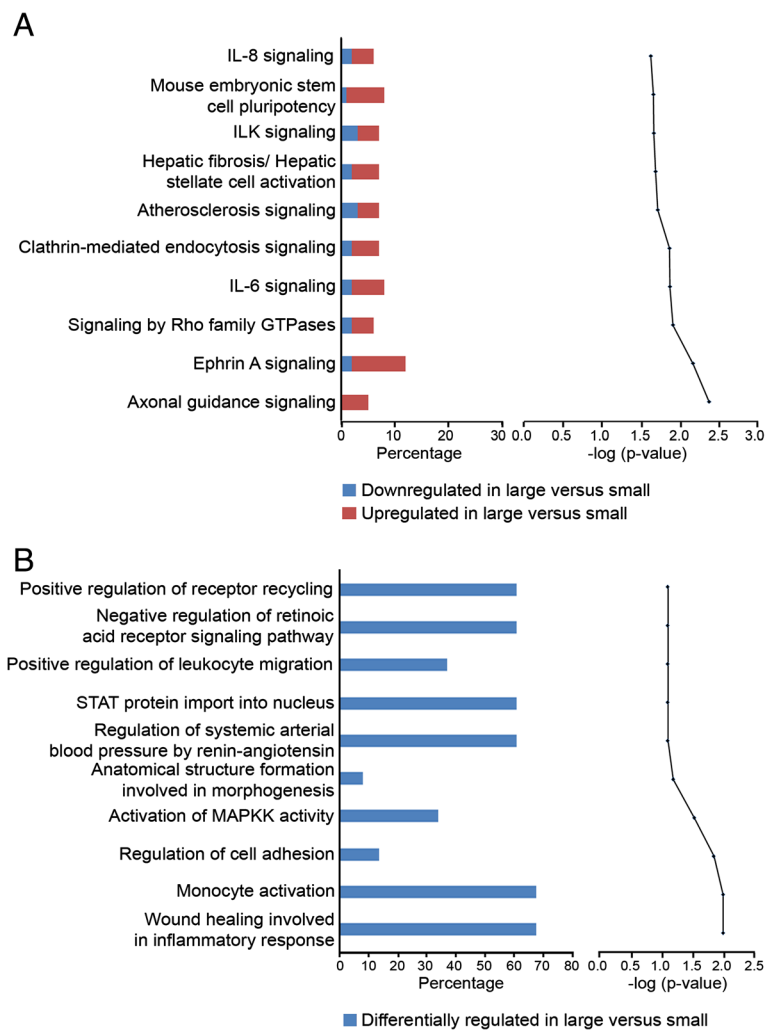 A
IL-8 signaling
Mouse embryonic stem
cell pluripotency
ILK signaling
Hepatic fibrosis/ Hepatic
stellate cell activation
Atherosclerosis signaling
Clathrin-mediated endocytosis signaling
IL-6 signaling
Signaling by Rho family GTPases
Ephrin A signaling
Axonal guidance signaling
0 10 20 30
Percentage
0.0 0.5 1.0 1.5 2.0 2.5 3.0
-log (p-value)
Downregulated in large versus small
Upregulated in large versus small
B
Positive regulation of receptor recycling
Negative regulation of retinoic
acid receptor signaling pathway
Positive regulation of leukocyte migration
STAT protein import into nucleus
Regulation of systemic arterial
blood pressure by renin-angiotensin
Anatomical structure formation
involved in morphogenesis
Activation of MAPKK activity
Regulation of cell adhesion
Monocyte activation
Wound healing involved
in inflammatory response
0 10 20 30 40 50 60 70 80
Percentage
0.0 0.5 1.0 1.5 2.0 2.5
-log (p-value)
Differentially regulated in large versus small